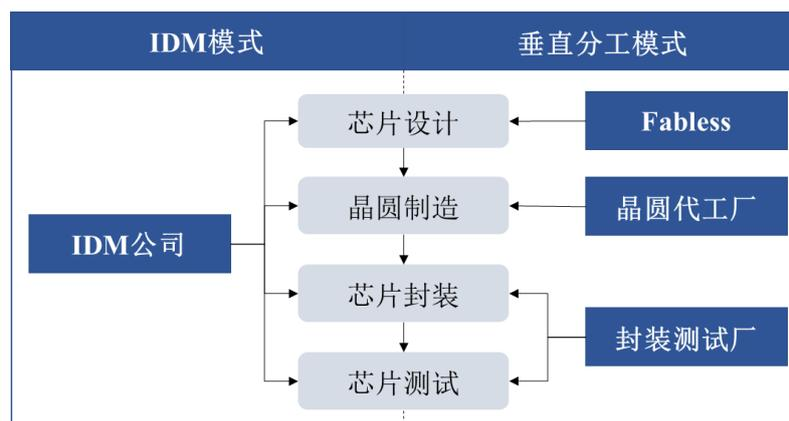 IDM模式
垂直分工模式
芯片设计
Fabless
晶圆制造
晶圆代工厂
IDM公司
芯片封装
封装测试厂
芯片测试